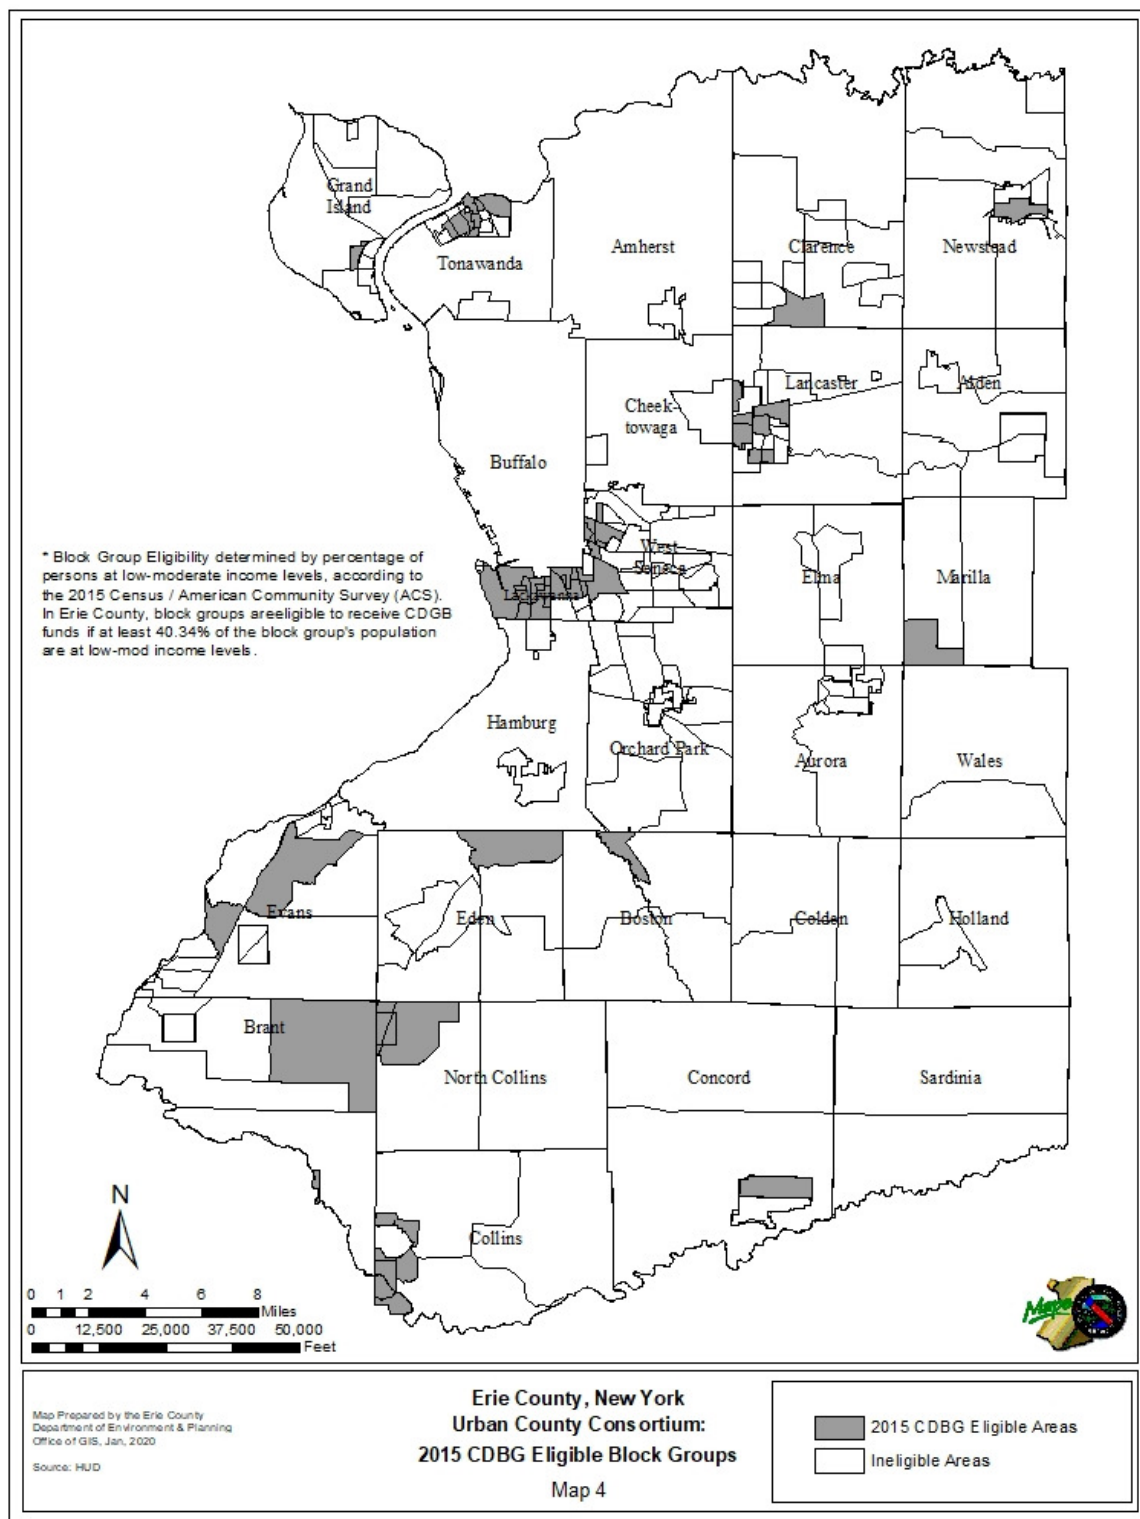 Grand
Island
Tonawanda
Amherst
Clarence
Newstead
Lancaster
Alden
Cheek-
towaga
Buffalo
West
Seneca
Elma
Marilla
Lackawanna
* Block Group Eligibility determined by percentage of
persons at low-moderate income levels, according to
the 2015 Census / American Community Survey (ACS).
In Erie County, block groups areeligible to receive CDGB
funds if at least 40.34% of the block group's population
are at low-mod income levels.
Hamburg
Orchard Park
Aurora
Wales
Evans
Eden
Boston
Colden
Holland
Brant
North Collins
Concord
Sardinia
Collins
N
0 1 2 4 6 8
Miles
0 12,500 25,000 37,500 50,000
Feet
Map Prepared by the Erie County
Department of Environment & Planning
Office of GIS, Jan, 2020
Source: HUD
Erie County, New York
Urban County Consortium:
2015 CDBG Eligible Block Groups
Map 4
2015 CDBG Eligible Areas
Ineligible Areas